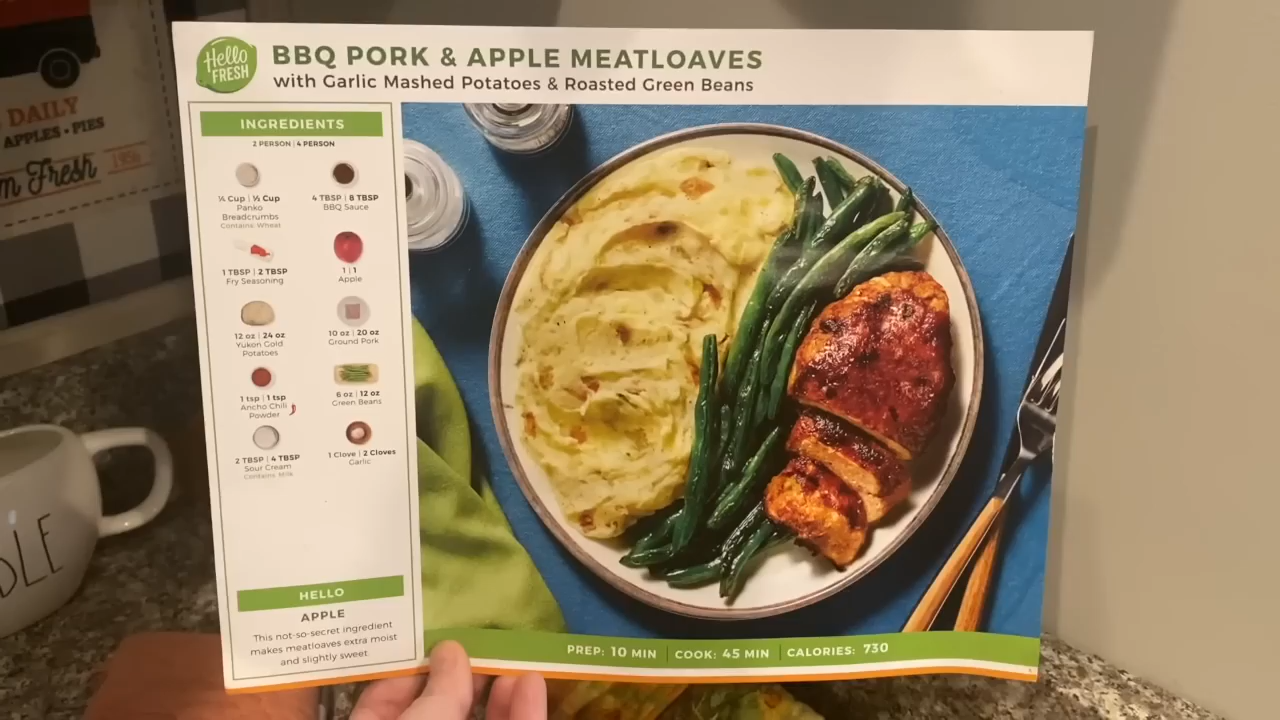 DAILY
APPLES • PIES
m Fresh
1956
DLE
Hello
FRESH
BBQ PORK & APPLE MEATLOAVES
with Garlic Mashed Potatoes & Roasted Green Beans
INGREDIENTS
2 PERSON | 4 PERSON
¼ Cup | ½ Cup
Panko
Breadcrumbs
Contains: Wheat
4 TBSP | 8 TBSP
BBQ Sauce
1 TBSP | 2 TBSP
Fry Seasoning
1 | 1
Apple
12 oz | 24 oz
Yukon Gold
Potatoes
10 oz | 20 oz
Ground Pork
1 tsp | 1 tsp
Ancho Chili
Powder
6 oz | 12 oz
Green Beans
2 TBSP | 4 TBSP
Sour Cream
Contains: Milk
1 Clove | 2 Cloves
Garlic
HELLO
APPLE
This not-so-secret ingredient
makes meatloaves extra moist
and slightly sweet.
PREP: 10 MIN | COOK: 45 MIN | CALORIES: 730